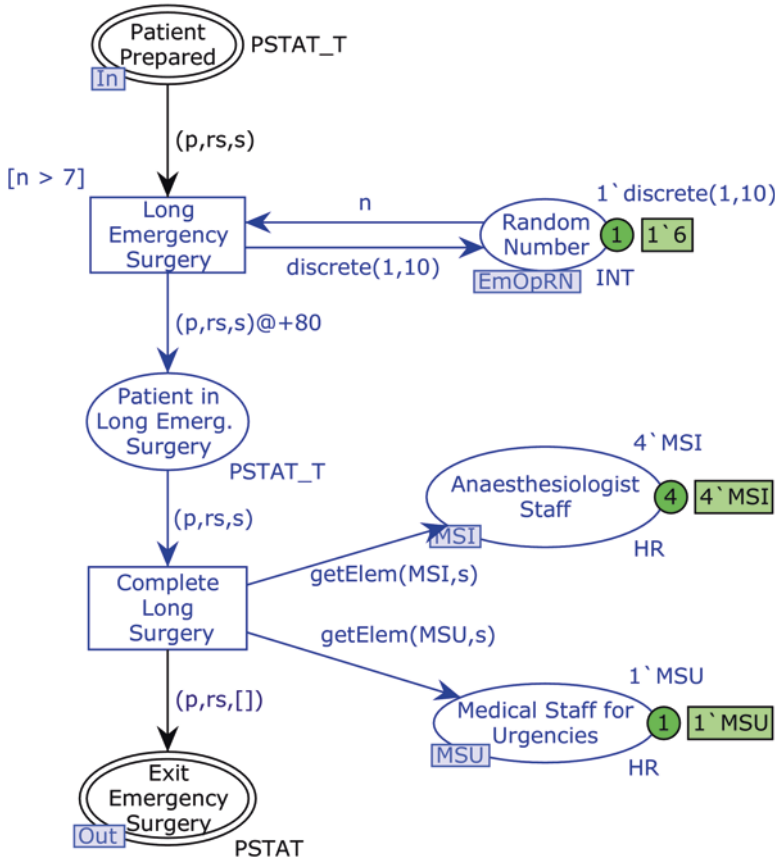 Patient
Prepared
PSTAT_T
In
(p,rs,s)
[n > 7]
Long
Emergency
Surgery
n
discrete(1,10)
1`discrete(1,10)
Random
Number
1
1`6
EmOpRN
INT
(p,rs,s)@+80
Patient in
Long Emerg.
Surgery
PSTAT_T
(p,rs,s)
4`MSI
Anaesthesiologist
Staff
4
4`MSI
MSI
HR
Complete
Long
Surgery
getElem(MSI,s)
getElem(MSU,s)
(p,rs,[])
1`MSU
Medical Staff for
Urgencies
1
1`MSU
MSU
HR
Exit
Emergency
Surgery
Out
PSTAT